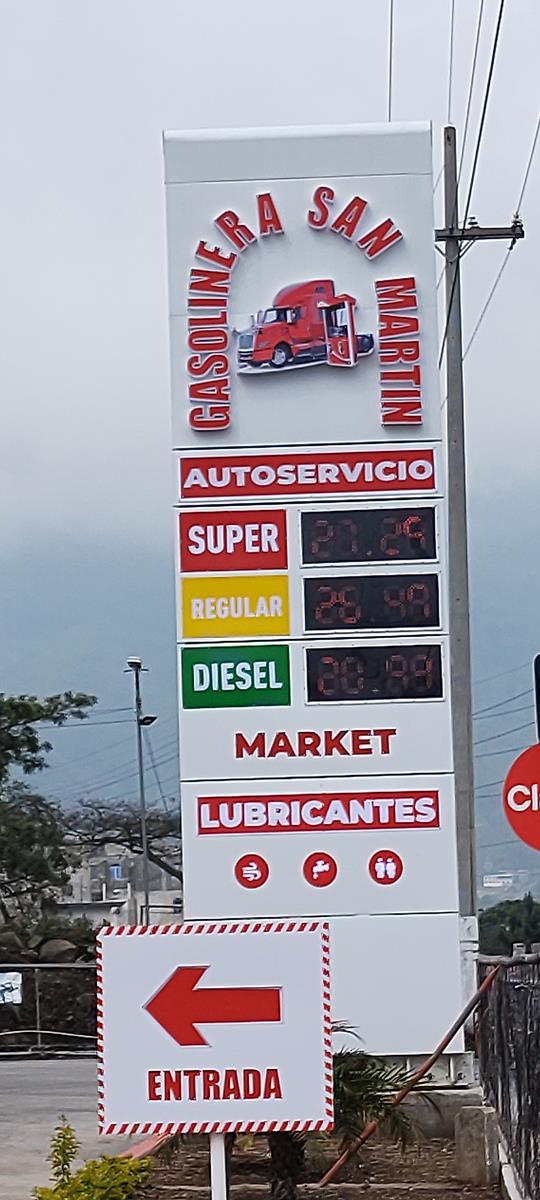 GASOLINERA SAN MARTIN
AUTOSERVICIO
SUPER
REGULAR
DIESEL
MARKET
LUBRICANTES
ENTRADA